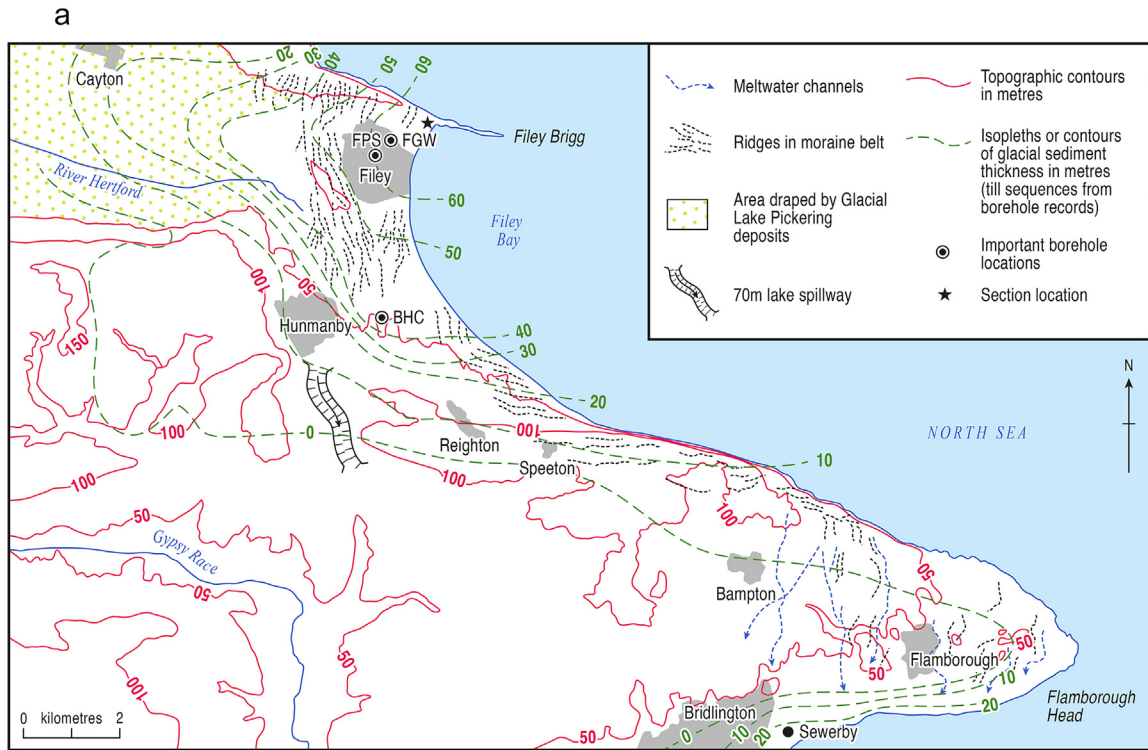 a
20
30
40
50
60
Cayton
FPS
FGW
Filey
Filey Brigg
River Hertford
60
Filey
Bay
50
100
50
Hunmanby
BHC
40
30
150
20
100
0
Reighton
100
Speeton
100
NORTH SEA
10
100
100
50
Gypsy Race
50
50
Bampton
50
50
Flamborough
50
10
100
50
Bridlington
20
Flamborough
Head
0
10
20
Sewerby
0 kilometres 2
Meltwater channels
Ridges in moraine belt
Area draped by Glacial
Lake Pickering
deposits
70m lake spillway
Topographic contours
in metres
Isopleths or contours
of glacial sediment
thickness in metres
(till sequences from
borehole records)
Important borehole
locations
Section location
N